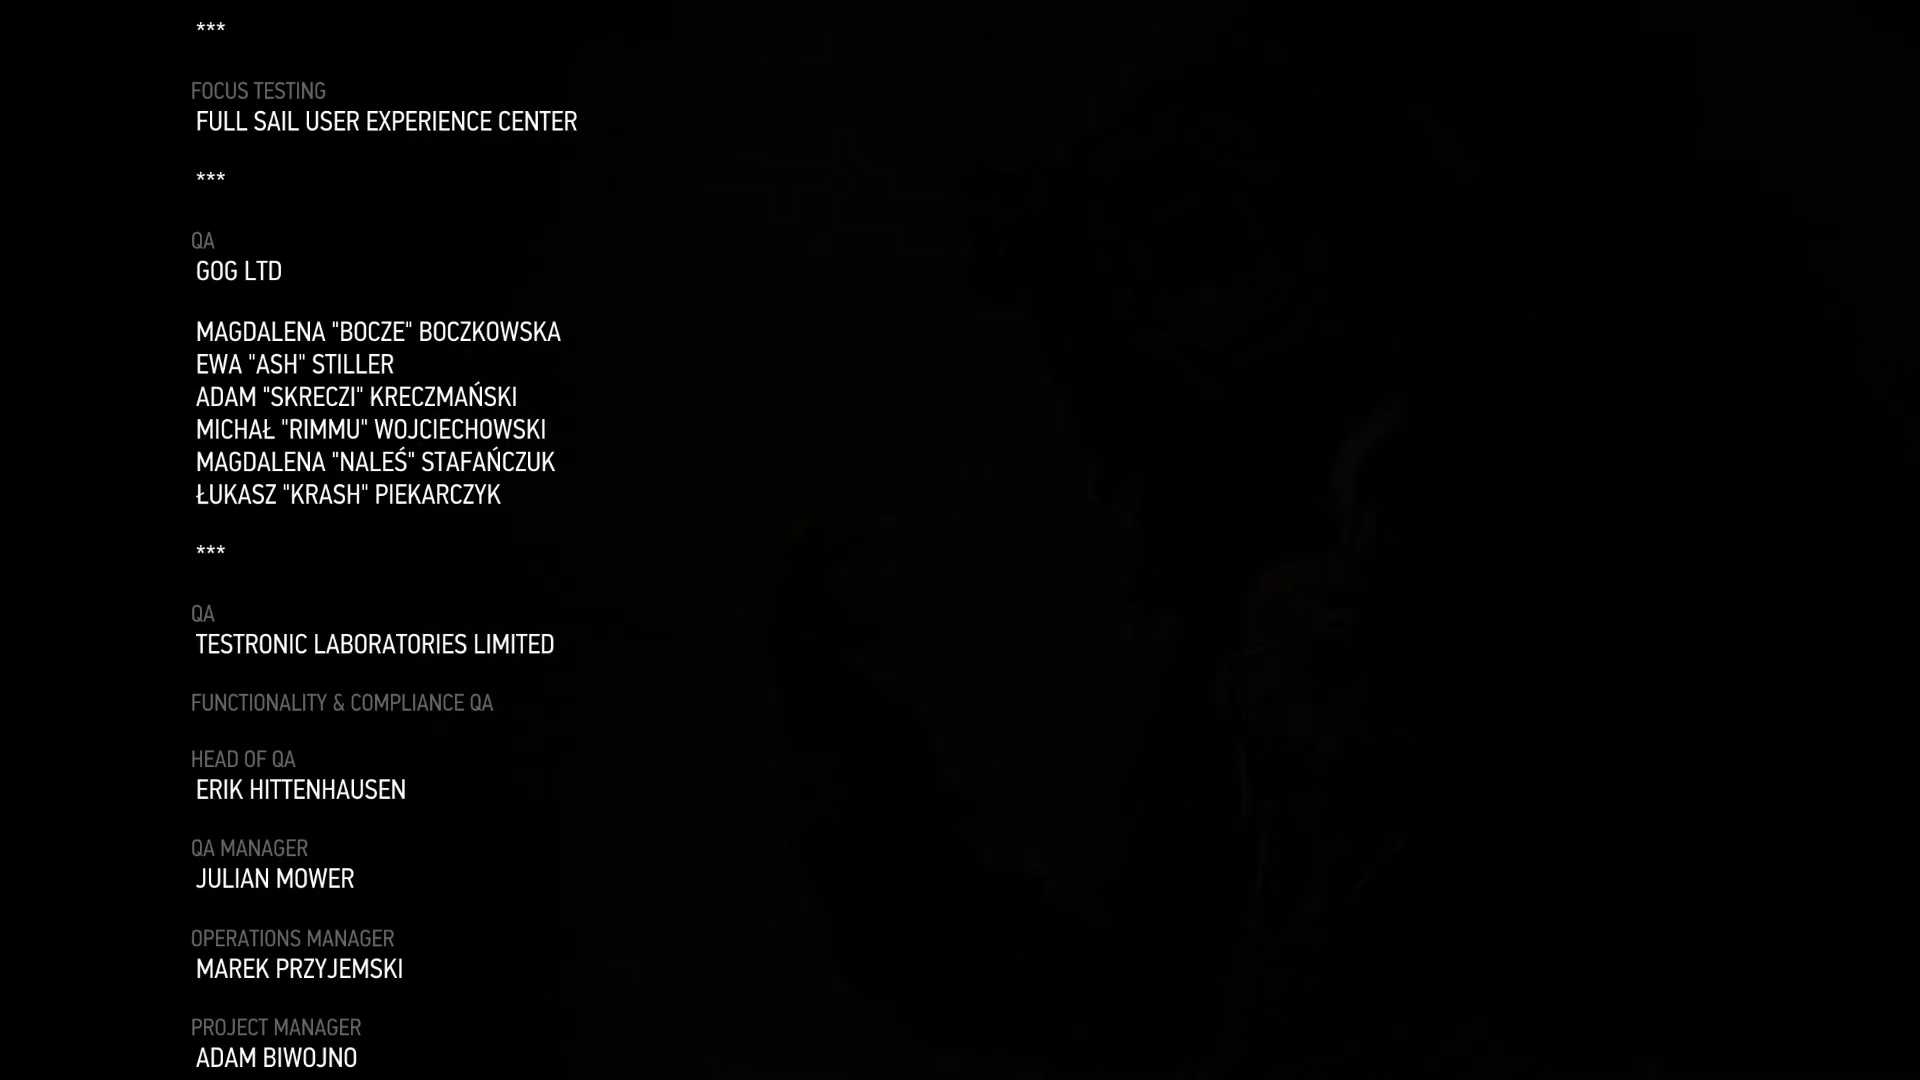 ***
FOCUS TESTING
FULL SAIL USER EXPERIENCE CENTER
***
QA
GOG LTD
MAGDALENA "BOCZE" BOCZKOWSKA
EWA "ASH" STILLER
ADAM "SKRECZI" KRECZMAŃSKI
MICHAŁ "RIMMU" WOJCIECHOWSKI
MAGDALENA "NALEŚ" STAFAŃCZUK
ŁUKASZ "KRASH" PIEKARCZYK
***
QA
TESTRONIC LABORATORIES LIMITED
FUNCTIONALITY & COMPLIANCE QA
HEAD OF QA
ERIK HITTENHAUSEN
QA MANAGER
JULIAN MOWER
OPERATIONS MANAGER
MAREK PRZYJEMSKI
PROJECT MANAGER
ADAM BIWOJNO